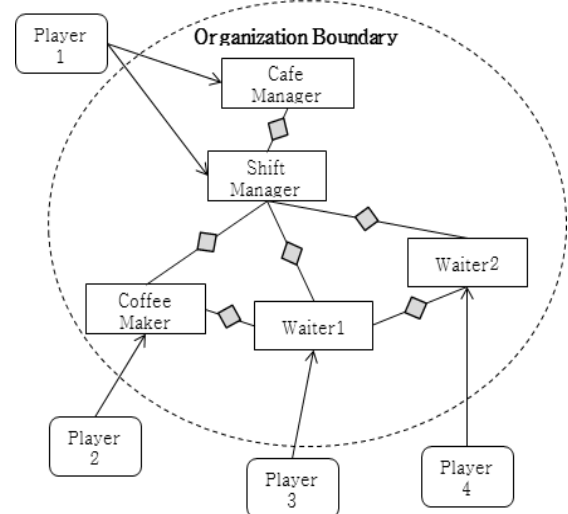 Player
1
Organization Boundary
Cafe
Manager
Shift
Manager
Waiter2
Coffee
Maker
Waiter1
Player
2
Player
3
Player
4